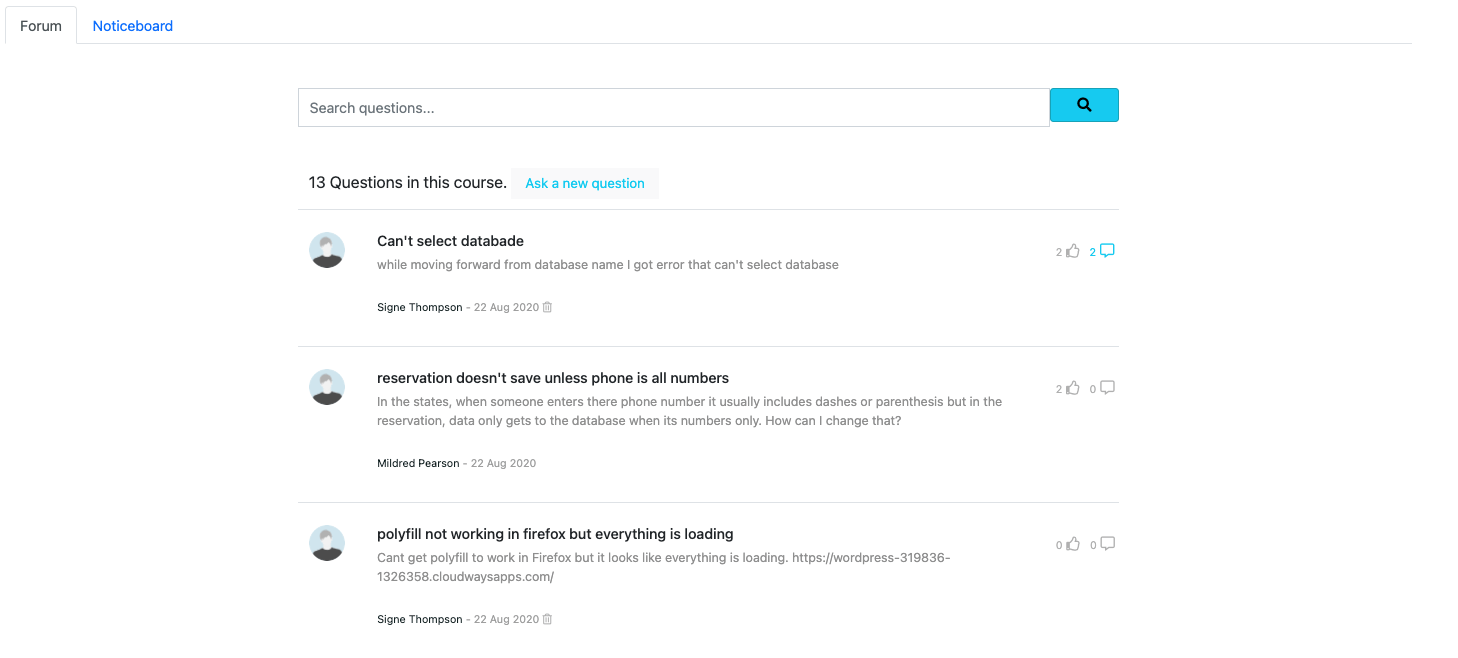 Forum Noticeboard
Search questions...
13 Questions in this course. Ask a new question
Can't select databade
while moving forward from database name I got error that can't select database
2 2
Signe Thompson - 22 Aug 2020
reservation doesn't save unless phone is all numbers
In the states, when someone enters there phone number it usually includes dashes or parenthesis but in the
reservation, data only gets to the database when its numbers only. How can I change that?
2 0
Mildred Pearson - 22 Aug 2020
polyfill not working in firefox but everything is loading
Cant get polyfill to work in Firefox but it looks like everything is loading. https://wordpress-319836-
1326358.cloudwaysapps.com/
0 0
Signe Thompson - 22 Aug 2020